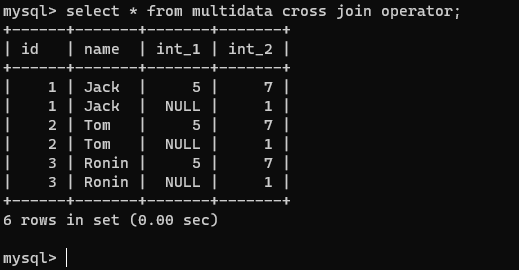 mysql> select * from multidata cross join operator;
+------+-------+-------+-------+
| id   | name  | int_1 | int_2 |
+------+-------+-------+-------+
|    1 | Jack  |     5 |     7 |
|    1 | Jack  |  NULL |     1 |
|    2 | Tom   |     5 |     7 |
|    2 | Tom   |  NULL |     1 |
|    3 | Ronin |     5 |     7 |
|    3 | Ronin |  NULL |     1 |
+------+-------+-------+-------+
6 rows in set (0.00 sec)
mysql>